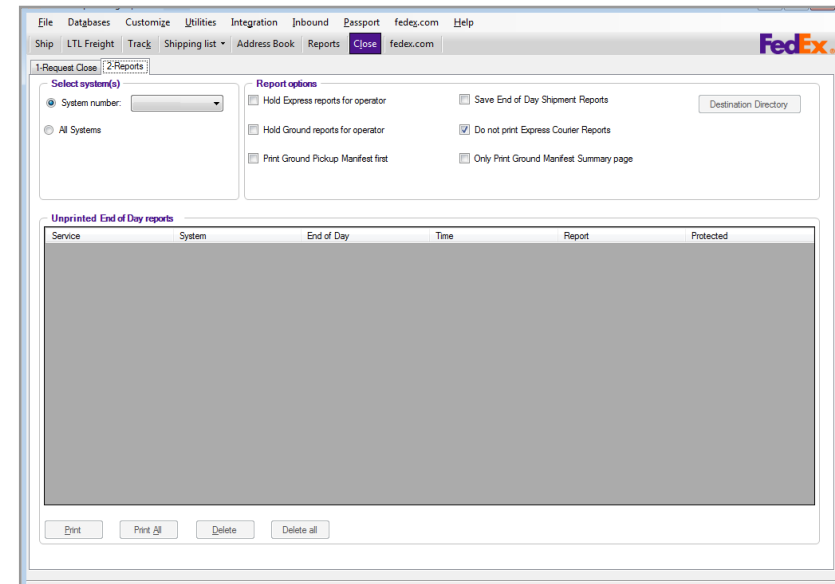 File Databases Customize Utilities Integration Inbound Passport fedex.com Help
Ship LTL Freight Track Shipping list Address Book Reports Close fedex.com FedEx.
1-Request Close 2-Reports
Select system(s) Report options
System number: Hold Express reports for operator Save End of Day Shipment Reports Destination Directory
All Systems Hold Ground reports for operator Do not print Express Courier Reports
Print Ground Pickup Manifest first Only Print Ground Manifest Summary page
Unprinted End of Day reports
Service System End of Day Time Report Protected
Print Print All Delete Delete all